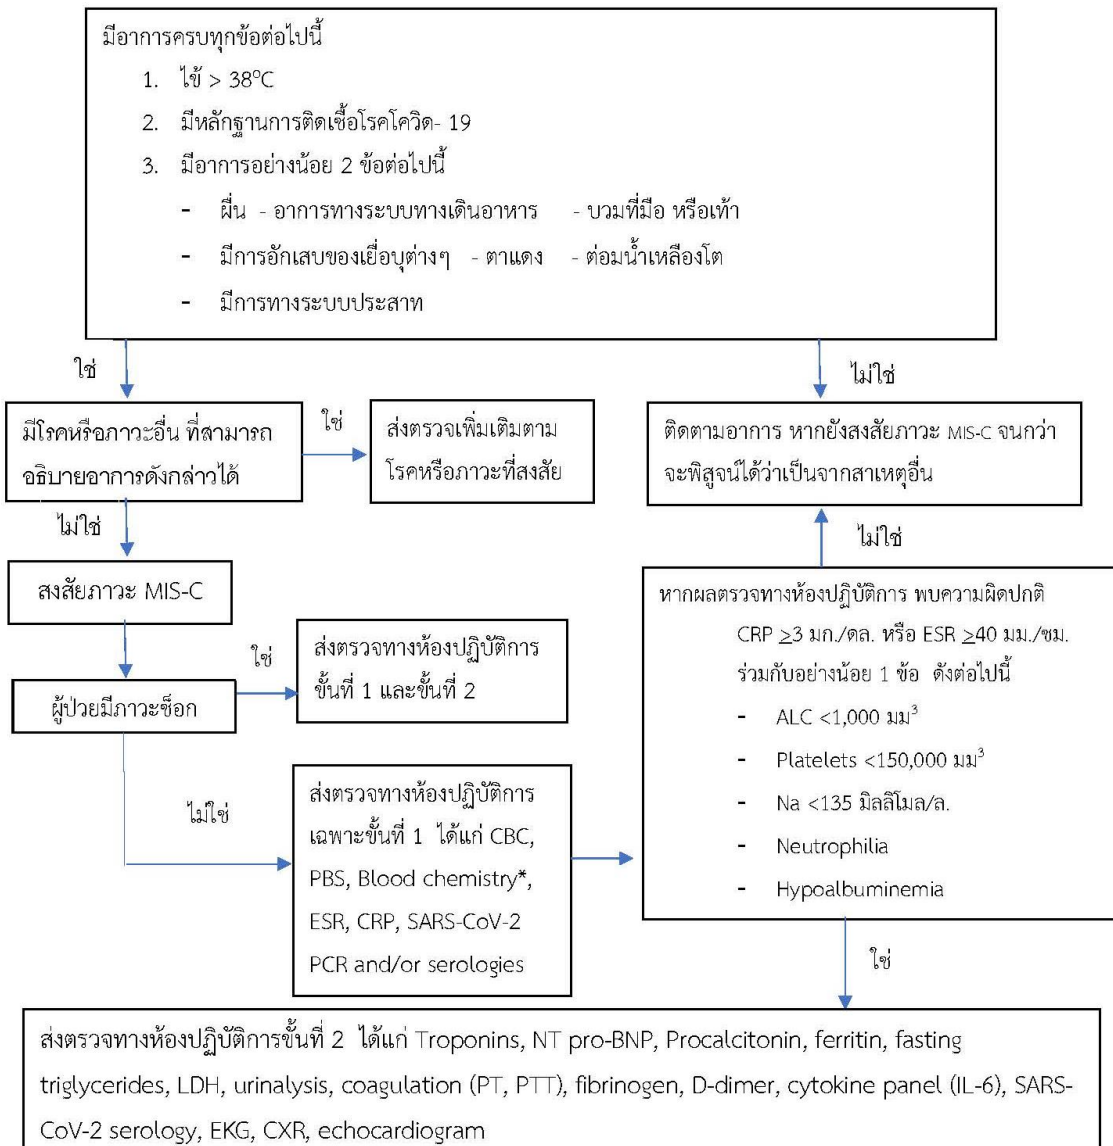 มีอาการครบทุกข้อต่อไปนี้
1. ไข้ > 38⁰C
2. มีหลักฐานการติดเชื้อโรคโควิด- 19
3. มีอาการอย่างน้อย 2 ข้อต่อไปนี้
- ผื่น - อาการทางระบบทางเดินอาหาร - บวมที่มือ หรือเท้า
- มีการอักเสบของเยื่อบุต่างๆ - ตาแดง - ต่อมน้ำเหลืองโต
- มีการทางระบบประสาท
ใช่
ไม่ใช่
มีโรคหรือภาวะอื่น ที่สามารถ
อธิบายอาการดังกล่าวได้
ใช่
ส่งตรวจเพิ่มเติมตาม
โรคหรือภาวะที่สงสัย
ติดตามอาการ หากยังสงสัยภาวะ MIS-C จนกว่า
จะพิสูจน์ได้ว่าเป็นจากสาเหตุอื่น
ไม่ใช่
ไม่ใช่
สงสัยภาวะ MIS-C
ใช่
ส่งตรวจทางห้องปฏิบัติการ
ขั้นที่ 1 และขั้นที่ 2
ผู้ป่วยมีภาวะช็อก
หากผลตรวจทางห้องปฏิบัติการ พบความผิดปกติ
CRP ≥3 มก./ดล. หรือ ESR ≥40 มม./ชม.
ร่วมกับอย่างน้อย 1 ข้อ ดังต่อไปนี้
- ALC <1,000 มม³
- Platelets <150,000 มม³
- Na <135 มิลลิโมล/ล.
- Neutrophilia
- Hypoalbuminemia
ไม่ใช่
ส่งตรวจทางห้องปฏิบัติการ
เฉพาะขั้นที่ 1 ได้แก่ CBC,
PBS, Blood chemistry*,
ESR, CRP, SARS-CoV-2
PCR and/or serologies
ใช่
ส่งตรวจทางห้องปฏิบัติการขั้นที่ 2 ได้แก่ Troponins, NT pro-BNP, Procalcitonin, ferritin, fasting
triglycerides, LDH, urinalysis, coagulation (PT, PTT), fibrinogen, D-dimer, cytokine panel (IL-6), SARS-
CoV-2 serology, EKG, CXR, echocardiogram